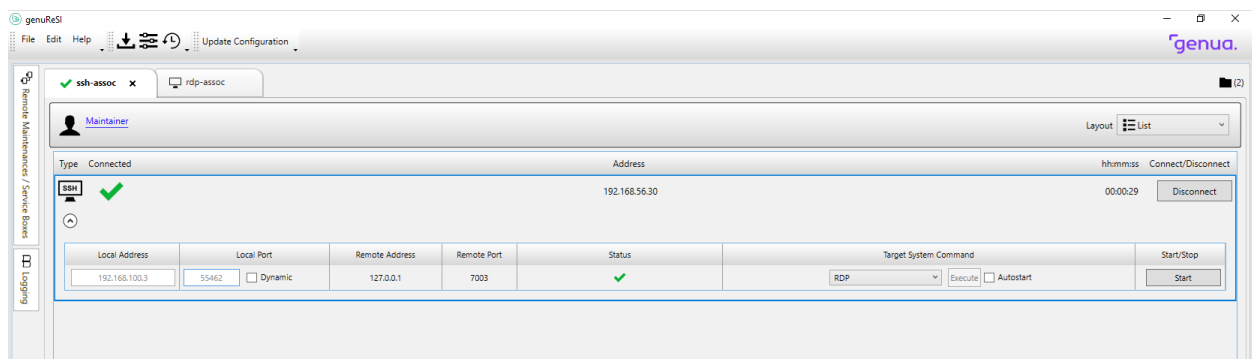 genuReSI
File Edit Help Update Configuration
genua.
Remote Maintenances / Service Boxes
Logging
ssh-assoc x rdp-assoc (2)
Maintainer Layout List
Type Connected Address hh:mm:ss Connect/Disconnect
SSH 192.168.56.30 00:00:29 Disconnect
Local Address Local Port Remote Address Remote Port Status Target System Command Start/Stop
192.168.100.3 55462 Dynamic 127.0.0.1 7003 RDP Execute Autostart Start